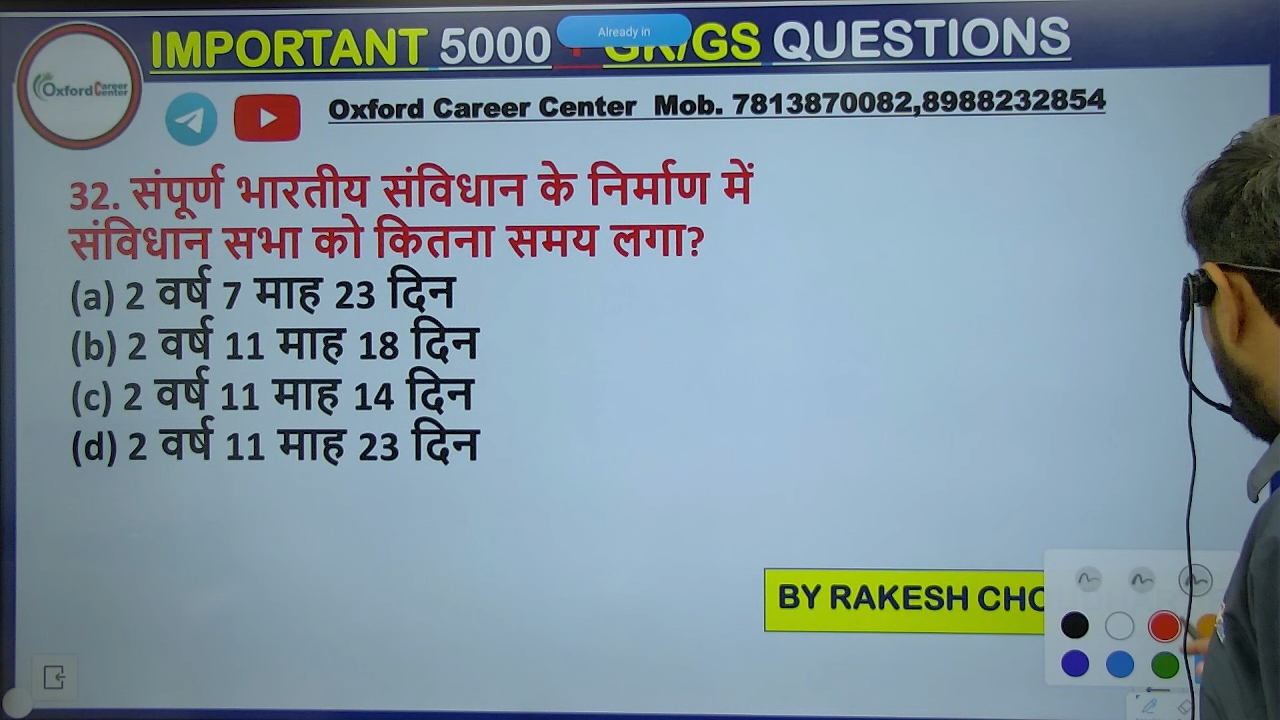 IMPORTANT 5000 + GK/GS QUESTIONS
Already in
Oxford Career Center
Oxford Career Center Mob. 7813870082,8988232854
32. संपूर्ण भारतीय संविधान के निर्माण में
संविधान सभा को कितना समय लगा?
(a) 2 वर्ष 7 माह 23 दिन
(b) 2 वर्ष 11 माह 18 दिन
(c) 2 वर्ष 11 माह 14 दिन
(d) 2 वर्ष 11 माह 23 दिन
BY RAKESH